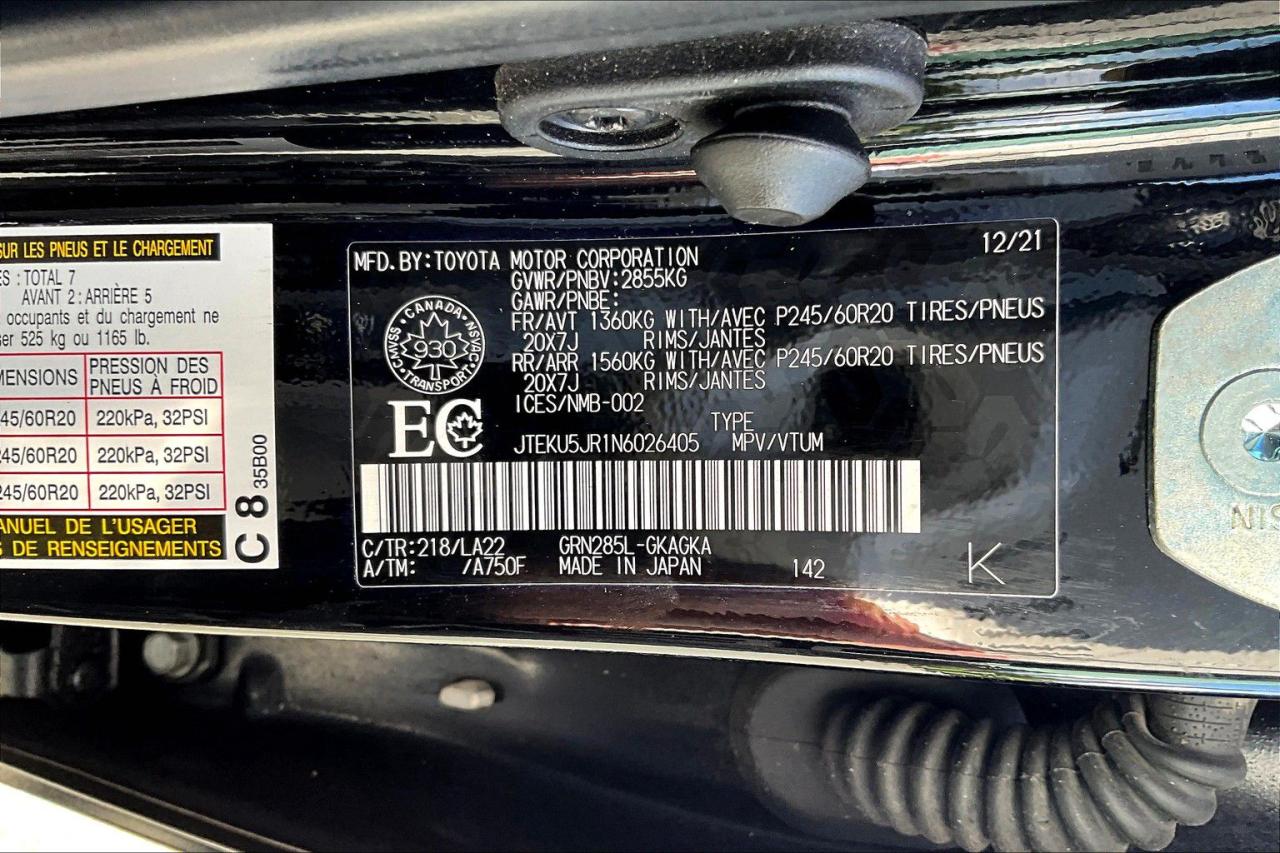 SUR LES PNEUS ET LE CHARGEMENT
ES : TOTAL 7
AVANT 2 : ARRIÈRE 5
occupants et du chargement ne
ser 525 kg ou 1165 lb.
MENSIONS
PRESSION DES
PNEUS À FROID
245/60R20
220kPa, 32PSI
245/60R20
220kPa, 32PSI
245/60R20
220kPa, 32PSI
ANUEL DE L'USAGER
S DE RENSEIGNEMENTS
C 8 35B00
12/21
MFD.BY:TOYOTA MOTOR CORPORATION
GVWR/PNBV:2855KG
GAWR/PNBE:
FR/AVT 1360KG WITH/AVEC P245/60R20 TIRES/PNEUS
20X7J RIMS/JANTES
RR/ARR 1560KG WITH/AVEC P245/60R20 TIRES/PNEUS
20X7J RIMS/JANTES
ICES/NMB-002
CANADA
CMVSS NSVAC
930
TRANSPORT
EC
TYPE
JTEKU5JR1N6026405 MPV/VTUM
C/TR:218/LA22 GRN285L-GKAGKA
A/TM: /A750F MADE IN JAPAN 142 K
NIS